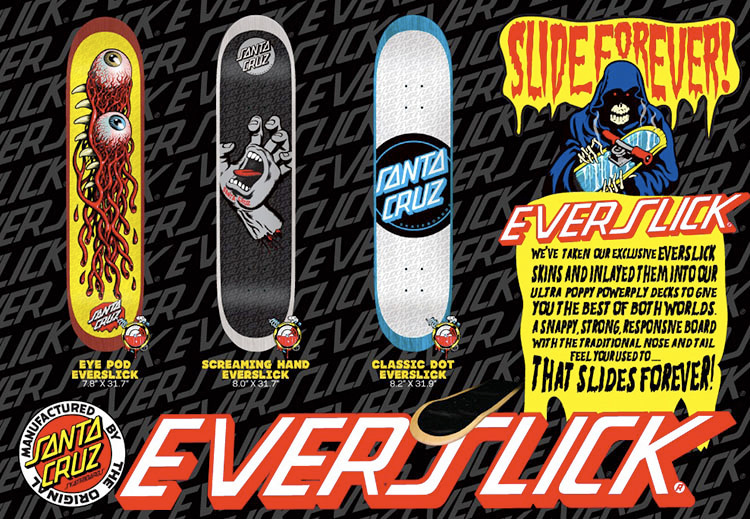 SANTA
CRUZ
EYE POD
EVERSLICK
7.8" X 31.7"
SANTA
CRUZ
SCREAMING HAND
EVERSLICK
8.0" X 31.7"
SANTA
CRUZ
CLASSIC DOT
EVERSLICK
8.2" X 31.9"
SLIDE FOREVER!
EVERSLICK
WE'VE TAKEN OUR EXCLUSIVE EVERSLICK
SKINS AND INLAYED THEM INTO OUR
ULTRA POPPY POWERPLY DECKS TO GIVE
YOU THE BEST OF BOTH WORLDS.
A SNAPPY, STRONG, RESPONSIVE BOARD
WITH THE TRADITIONAL NOSE AND TAIL
FEEL YOUR USED TO....
THAT SLIDES FOREVER!
MANUFACTURED BY THE ORIGINAL
SANTA
CRUZ
SKATEBOARDS
EVERSLICK®